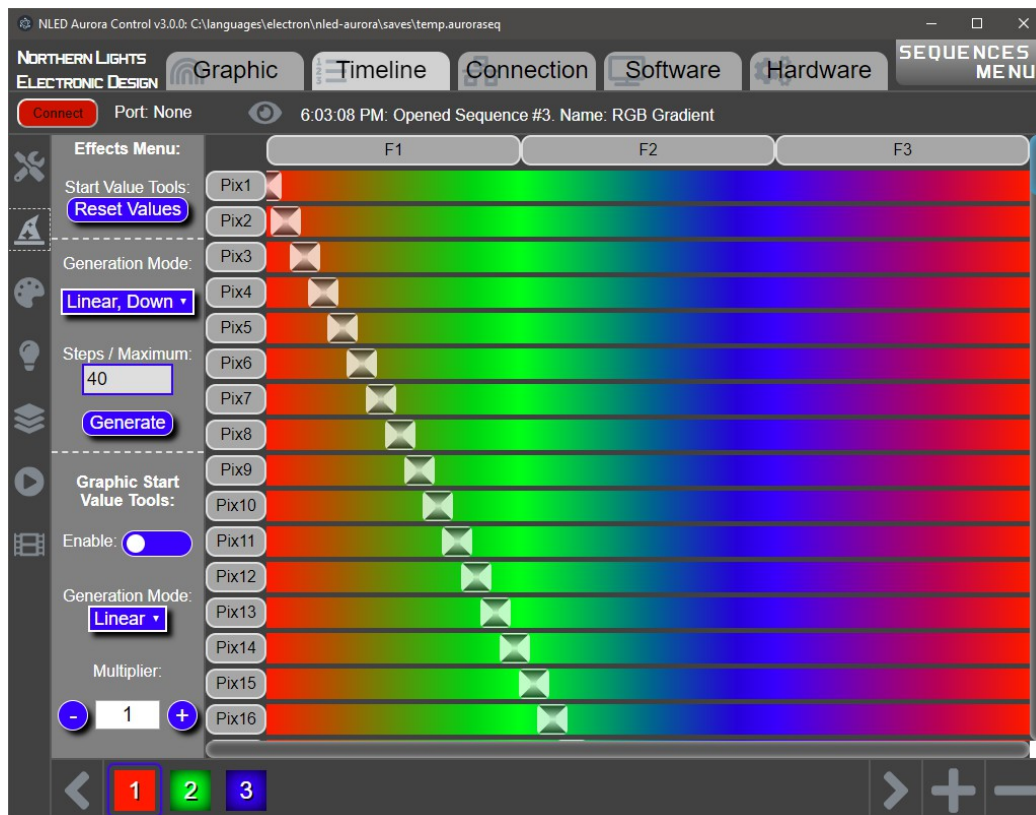 NLED Aurora Control v3.0.0: C:\languages\electron\nled-aurora\saves\temp.auroraseq
NORTHERN LIGHTS
ELECTRONIC DESIGN
Graphic
Timeline
Connection
Software
Hardware
SEQUENCES
MENU
Connect
Port: None
6:03:08 PM: Opened Sequence #3. Name: RGB Gradient
Effects Menu:
Start Value Tools:
Reset Values
Generation Mode:
Linear, Down
Steps / Maximum:
40
Generate
Graphic Start
Value Tools:
Enable:
Generation Mode:
Linear
Multiplier:
- 1 +
F1 F2 F3
Pix1
Pix2
Pix3
Pix4
Pix5
Pix6
Pix7
Pix8
Pix9
Pix10
Pix11
Pix12
Pix13
Pix14
Pix15
Pix16
1 2 3